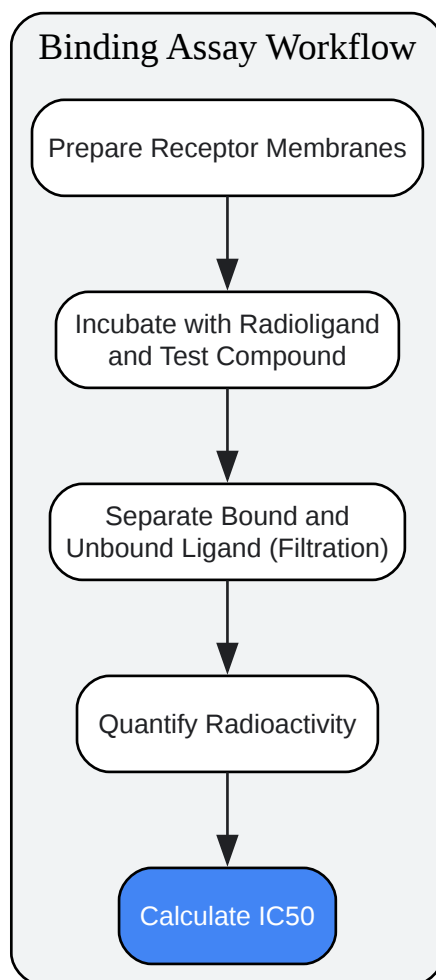 Binding Assay Workflow
Prepare Receptor Membranes
Incubate with Radioligand
and Test Compound
Separate Bound and
Unbound Ligand (Filtration)
Quantify Radioactivity
Calculate IC50